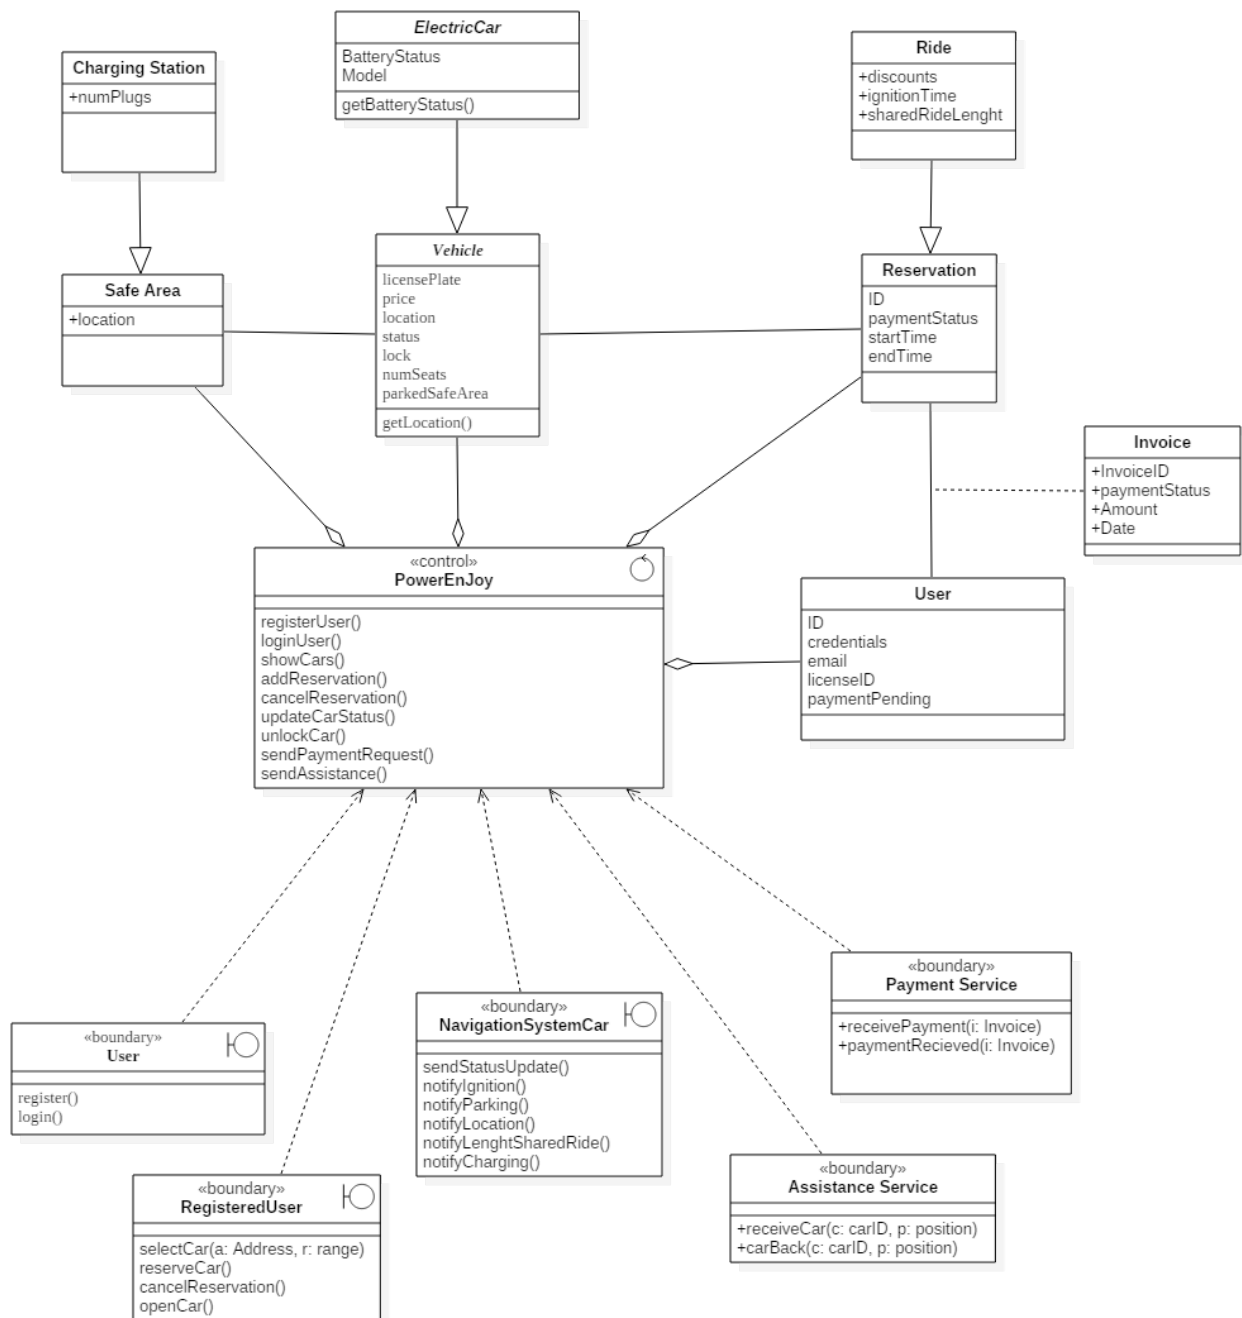 ElectricCar
BatteryStatus
Model
getBatteryStatus()
Charging Station
+numPlugs
Ride
+discounts
+ignitionTime
+sharedRideLenght
Safe Area
+location
Vehicle
licensePlate
price
location
status
lock
numSeats
parkedSafeArea
getLocation()
Reservation
ID
paymentStatus
startTime
endTime
Invoice
+InvoiceID
+paymentStatus
+Amount
+Date
«control»
PowerEnJoy
registerUser()
loginUser()
showCars()
addReservation()
cancelReservation()
updateCarStatus()
unlockCar()
sendPaymentRequest()
sendAssistance()
User
ID
credentials
email
licenseID
paymentPending
«boundary»
User
register()
login()
«boundary»
RegisteredUser
selectCar(a: Address, r: range)
reserveCar()
cancelReservation()
openCar()
«boundary»
NavigationSystemCar
sendStatusUpdate()
notifyIgnition()
notifyParking()
notifyLocation()
notifyLenghtSharedRide()
notifyCharging()
«boundary»
Payment Service
+receivePayment(i: Invoice)
+paymentRecieved(i: Invoice)
«boundary»
Assistance Service
+receiveCar(c: carID, p: position)
+carBack(c: carID, p: position)